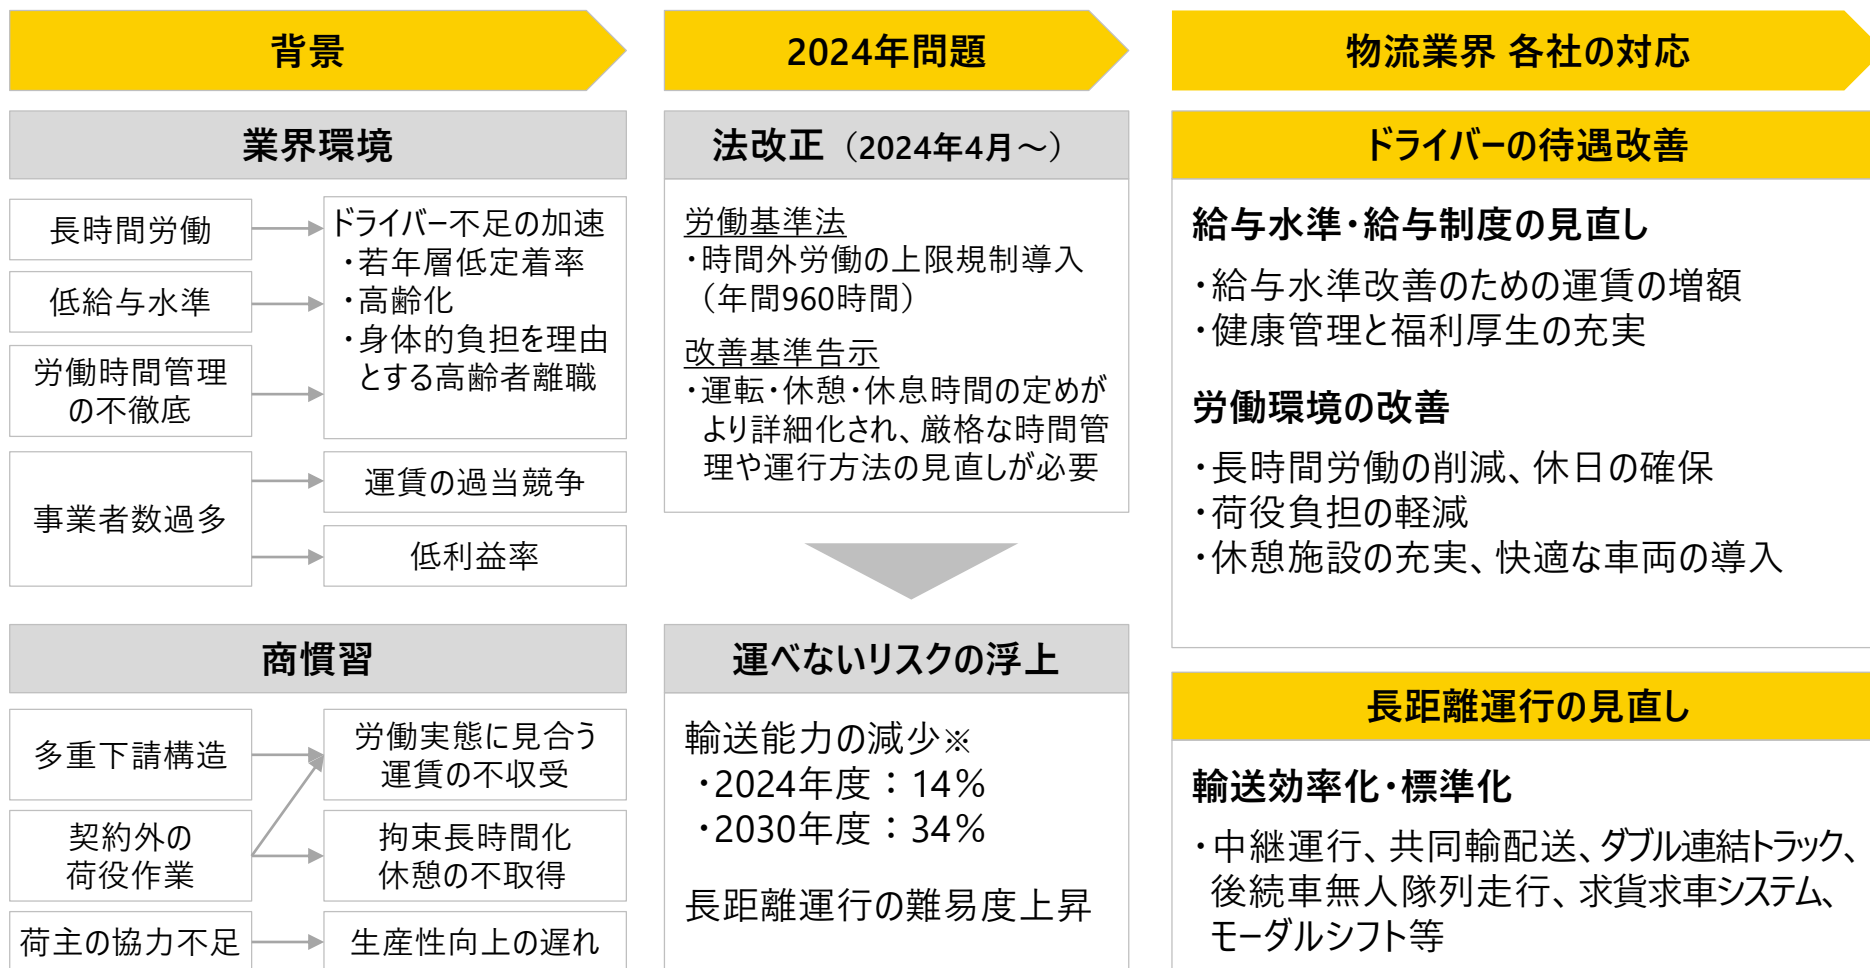 背景
業界環境
長時間労働
低給与水準
労働時間管理
の不徹底
ドライバー不足の加速
・若年層低定着率
・高齢化
・身体的負担を理由
とする高齢者離職
事業者数過多
運賃の過当競争
低利益率
商慣習
多重下請構造
労働実態に見合う
運賃の不収受
契約外の
荷役作業
拘束長時間化
休憩の不取得
荷主の協力不足
生産性向上の遅れ
2024年問題
法改正（2024年4月～）
労働基準法
・時間外労働の上限規制導入
（年間960時間）
改善基準告示
・運転・休憩・休息時間の定めが
より詳細化され、厳格な時間管
理や運行方法の見直しが必要
運べないリスクの浮上
輸送能力の減少※
・2024年度：14％
・2030年度：34％
長距離運行の難易度上昇
物流業界 各社の対応
ドライバーの待遇改善
給与水準・給与制度の見直し
・給与水準改善のための運賃の増額
・健康管理と福利厚生の充実
労働環境の改善
・長時間労働の削減、休日の確保
・荷役負担の軽減
・休憩施設の充実、快適な車両の導入
長距離運行の見直し
輸送効率化・標準化
・中継運行、共同輸配送、ダブル連結トラック、
後続車無人隊列走行、求貨求車システム、
モーダルシフト等